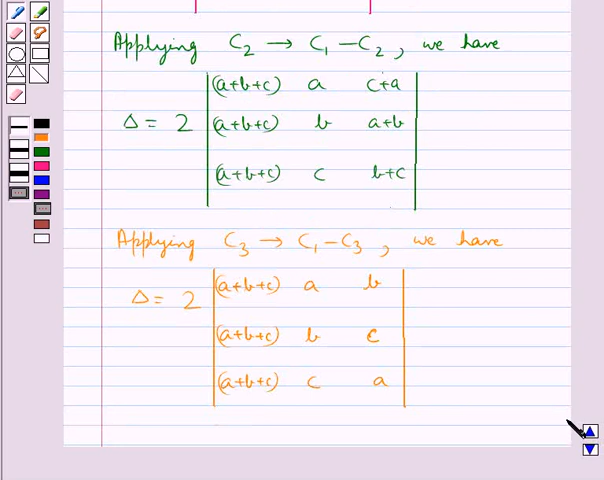 Applying C₂ → C₁ – C₂, we have
(a+b+c) a c+a
Δ = 2 (a+b+c) b a+b
(a+b+c) c b+c
Applying C₃ → C₁ – C₃, we have
(a+b+c) a b
Δ = 2
(a+b+c) b c
(a+b+c) c a